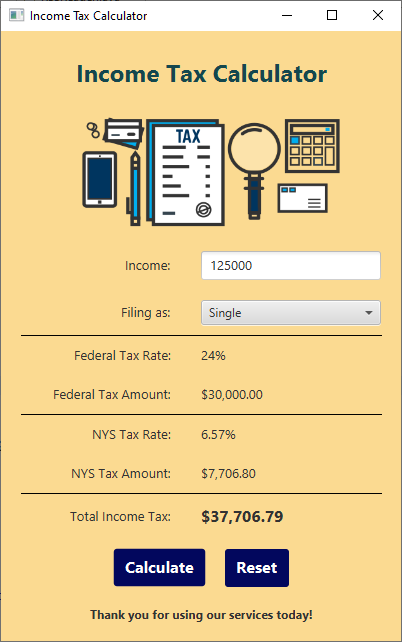 Income Tax Calculator
Income Tax Calculator
TAX
Income: 125000
Filing as: Single
Federal Tax Rate: 24%
Federal Tax Amount: $30,000.00
NYS Tax Rate: 6.57%
NYS Tax Amount: $7,706.80
Total Income Tax: $37,706.79
Calculate Reset
Thank you for using our services today!